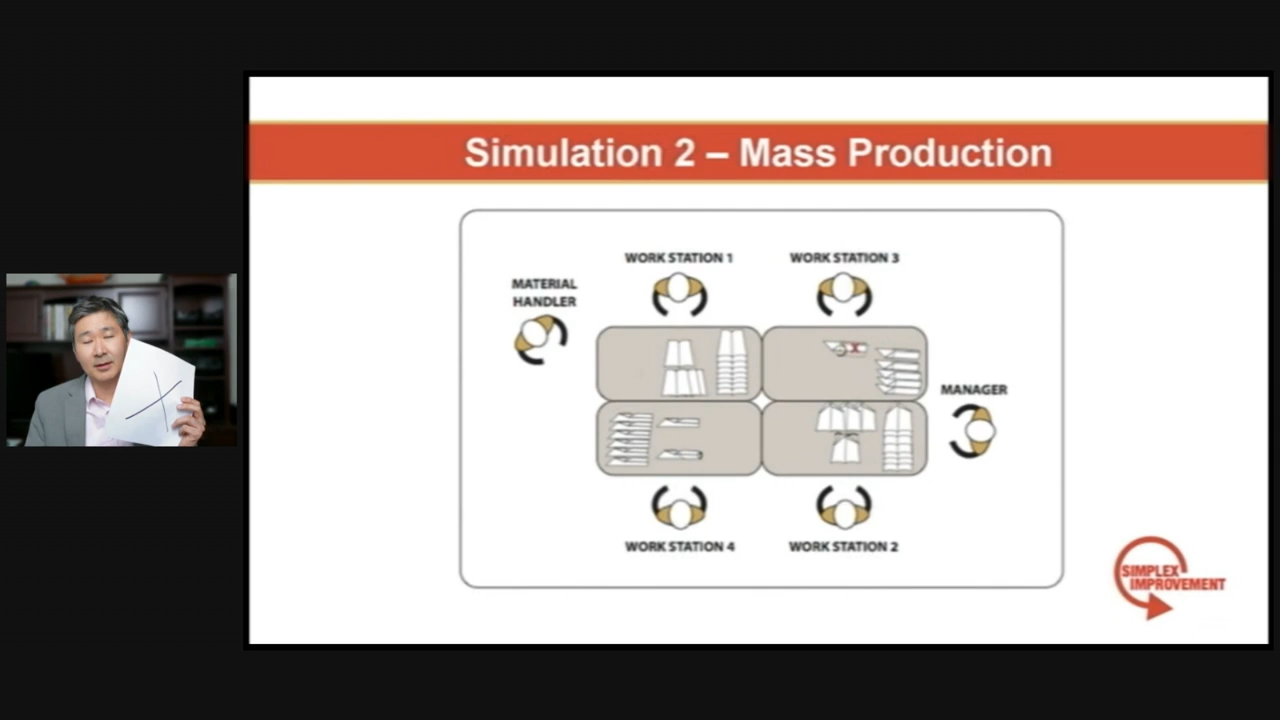 Simulation 2 – Mass Production
WORK STATION 1
WORK STATION 3
MATERIAL
HANDLER
MANAGER
WORK STATION 4
WORK STATION 2
SIMPLEX
IMPROVEMENT
X